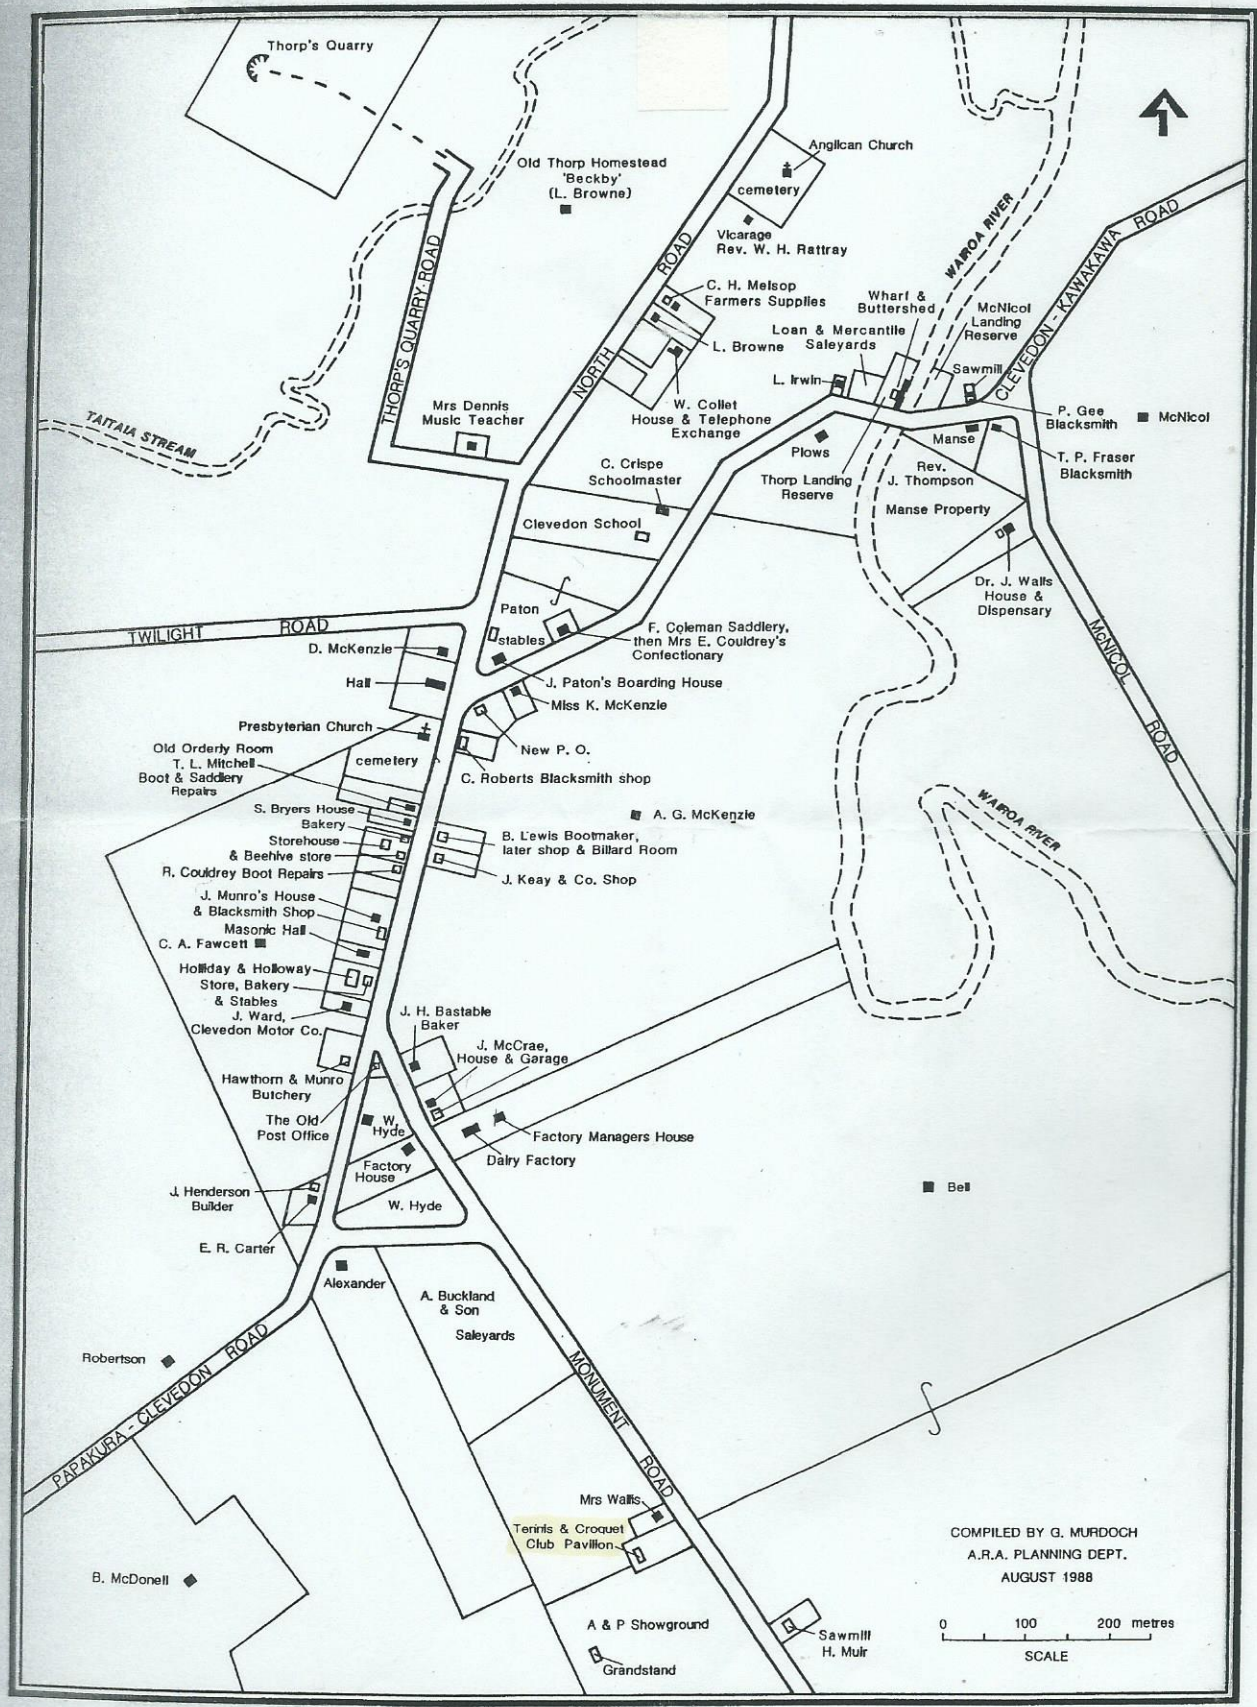 Thorp's Quarry
Old Thorp Homestead
'Beckby'
(L. Browne)
Anglican Church
cemetery
Vicarage
Rev. W. H. Rattray
THORP'S QUARRY ROAD
NORTH ROAD
WAIROA RIVER
CLEVEDON - KAWAKAWA ROAD
C. H. Melsop
Farmers Supplies
L. Browne
W. Collet
House & Telephone
Exchange
Wharf &
Buttershed
McNicol
Landing
Reserve
Loan & Mercantile
Saleyards
Sawmill
L. Irwin
P. Gee
Blacksmith
McNicol
TAITAIA STREAM
Mrs Dennis
Music Teacher
Plows
Manse
T. P. Fraser
Blacksmith
Rev.
J. Thompson
Thorp Landing
Reserve
Manse Property
C. Crispe
Schoolmaster
Clevedon School
Dr. J. Walls
House &
Dispensary
Paton
stables
F. Coleman Saddlery,
then Mrs E. Couldrey's
Confectionary
TWILIGHT ROAD
D. McKenzie
Hall
J. Paton's Boarding House
Miss K. McKenzie
McNICOL ROAD
Presbyterian Church
cemetery
New P. O.
C. Roberts Blacksmith shop
Old Orderly Room
T. L. Mitchell
Boot & Saddlery
Repairs
S. Bryers House
Bakery
Storehouse
& Beehive store
R. Couldrey Boot Repairs
A. G. McKenzie
WAIROA RIVER
B. Lewis Bootmaker,
later shop & Billard Room
J. Keay & Co. Shop
J. Munro's House
& Blacksmith Shop
Masonic Hall
C. A. Fawcett
Holliday & Holloway
Store, Bakery
& Stables
J. Ward,
Clevedon Motor Co.
J. H. Bastable
Baker
J. McCrae,
House & Garage
Hawthorn & Munro
Butchery
The Old
Post Office
W.
Hyde
Factory Managers House
Dairy Factory
Factory
House
W. Hyde
J. Henderson
Builder
E. R. Carter
Bell
Alexander
A. Buckland
& Son
Saleyards
Robertson
PAPAKURA - CLEVEDON ROAD
MONUMENT ROAD
Mrs Wallis
Tennis & Croquet
Club Pavilion
B. McDonell
A & P Showground
Grandstand
Sawmill
H. Muir
COMPILED BY G. MURDOCH
A.R.A. PLANNING DEPT.
AUGUST 1988
0 100 200 metres
SCALE